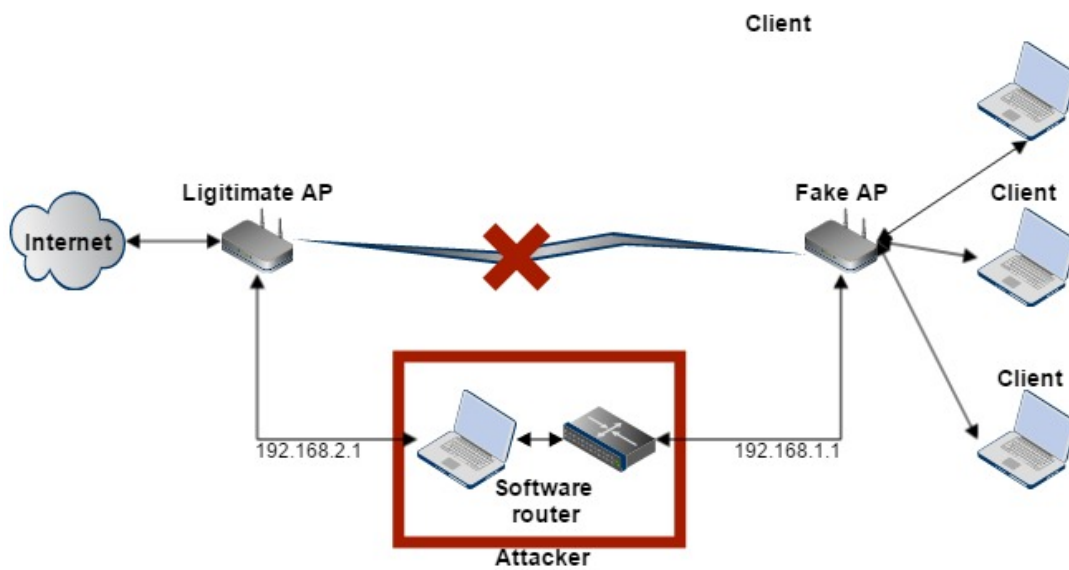 Client
Ligitimate AP
Fake AP
Client
Internet
Client
192.168.2.1
192.168.1.1
Software
router
Attacker